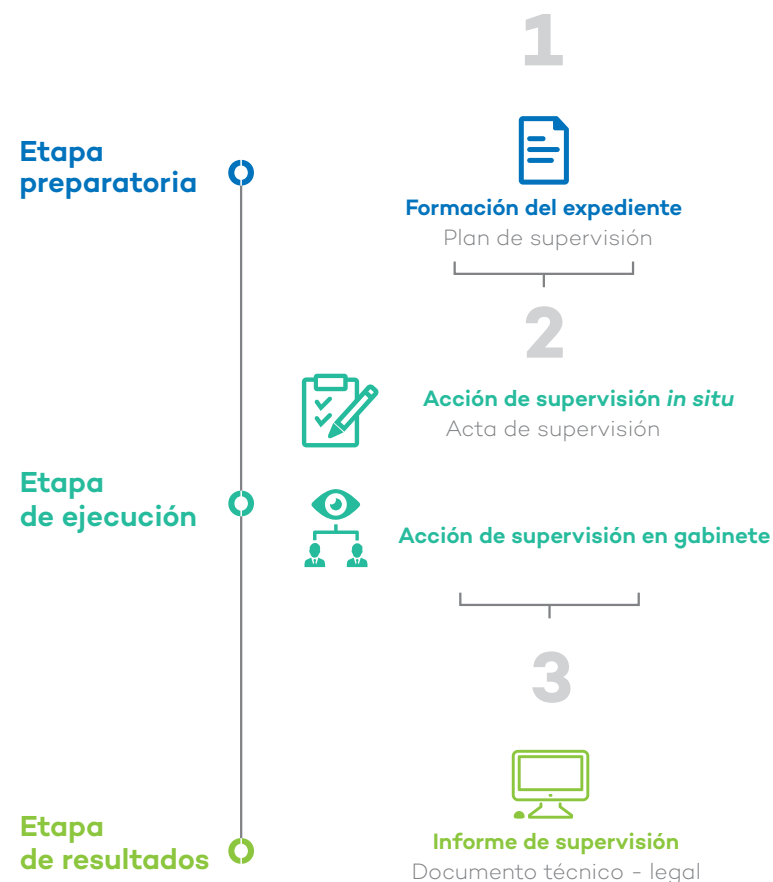 1
Etapa
preparatoria
Formación del expediente
Plan de supervisión
2
Acción de supervisión in situ
Acta de supervisión
Etapa
de ejecución
Acción de supervisión en gabinete
3
Etapa
de resultados
Informe de supervisión
Documento técnico - legal